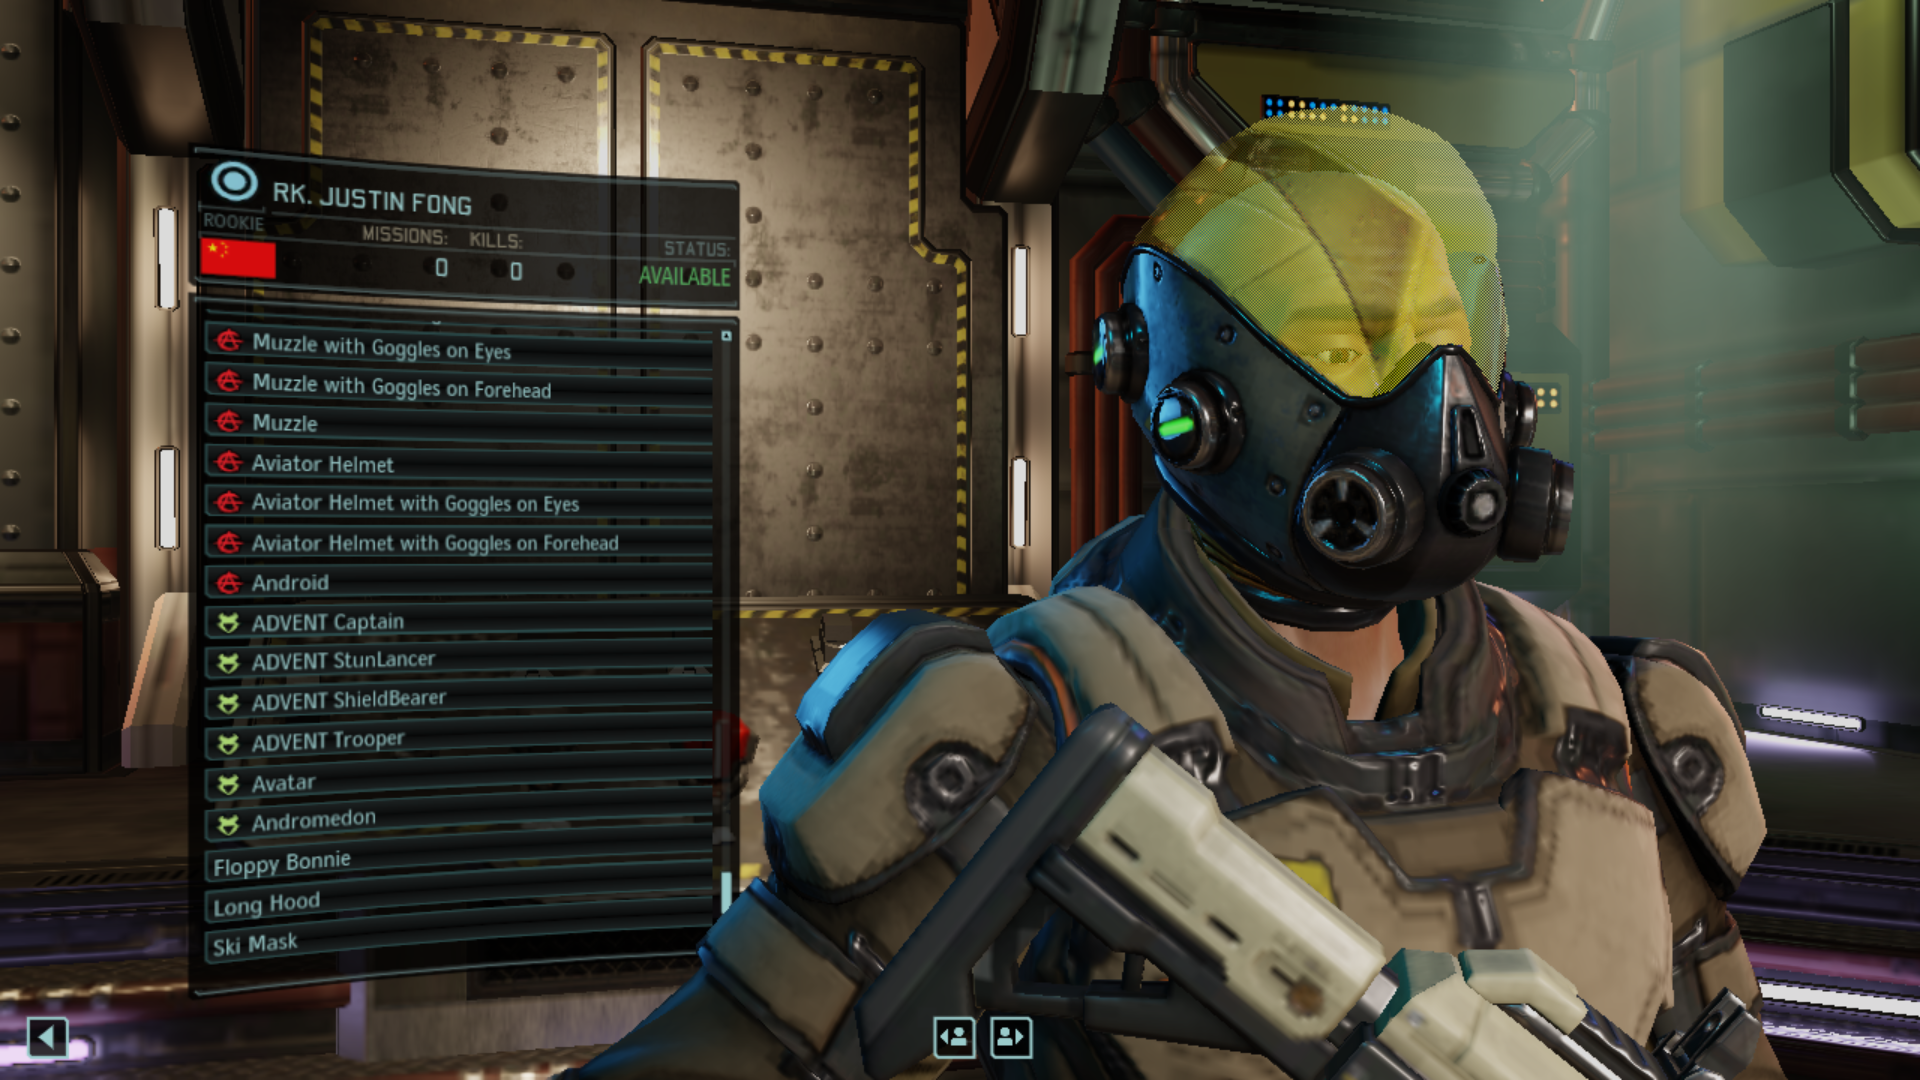 RK. JUSTIN FONG
ROOKIE
MISSIONS: KILLS: STATUS:
0 0 AVAILABLE
Muzzle with Goggles on Eyes
Muzzle with Goggles on Forehead
Muzzle
Aviator Helmet
Aviator Helmet with Goggles on Eyes
Aviator Helmet with Goggles on Forehead
Android
ADVENT Captain
ADVENT StunLancer
ADVENT ShieldBearer
ADVENT Trooper
Avatar
Andromedon
Floppy Bonnie
Long Hood
Ski Mask